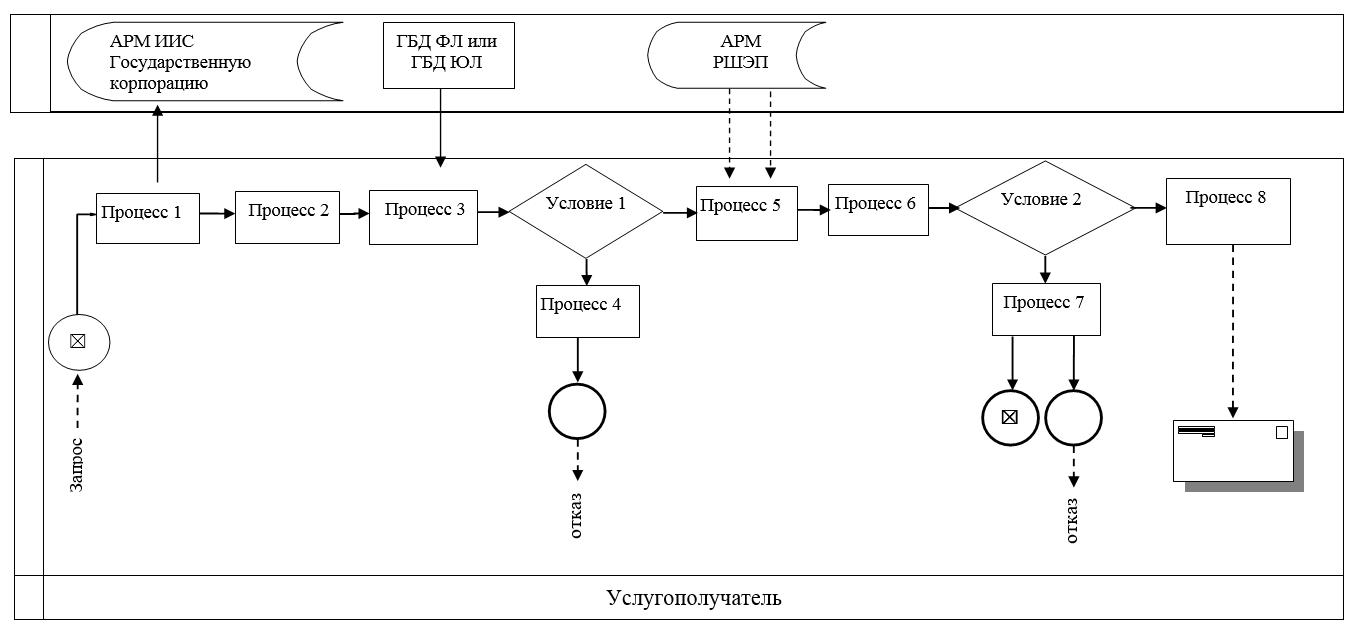 АРМ ИИС
Государственную
корпорацию
ГБД ФЛ или
ГБД ЮЛ
АРМ
РШЭП
Процесс 1
Процесс 2
Процесс 3
Условие 1
Процесс 5
Процесс 6
Условие 2
Процесс 8
Процесс 4
Процесс 7
Запрос
отказ
отказ
Услугополучатель